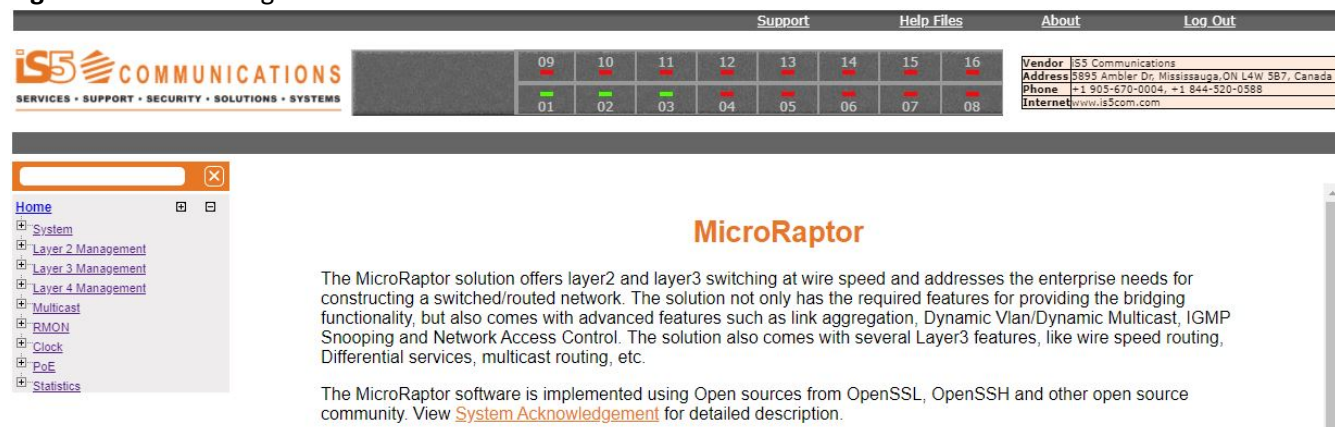 Support Help Files About Log Out
iS5 COMMUNICATIONS
SERVICES • SUPPORT • SECURITY • SOLUTIONS • SYSTEMS
09 10 11 12 13 14 15 16
01 02 03 04 05 06 07 08
Vendor iS5 Communications
Address 5895 Ambler Dr, Mississauga,ON L4W 5B7, Canada
Phone +1 905-670-0004, +1 844-520-0588
Internet www.is5com.com
Home
System
Layer 2 Management
Layer 3 Management
Layer 4 Management
Multicast
RMON
Clock
PoE
Statistics
MicroRaptor
The MicroRaptor solution offers layer2 and layer3 switching at wire speed and addresses the enterprise needs for
constructing a switched/routed network. The solution not only has the required features for providing the bridging
functionality, but also comes with advanced features such as link aggregation, Dynamic Vlan/Dynamic Multicast, IGMP
Snooping and Network Access Control. The solution also comes with several Layer3 features, like wire speed routing,
Differential services, multicast routing, etc.
The MicroRaptor software is implemented using Open sources from OpenSSL, OpenSSH and other open source
community. View System Acknowledgement for detailed description.